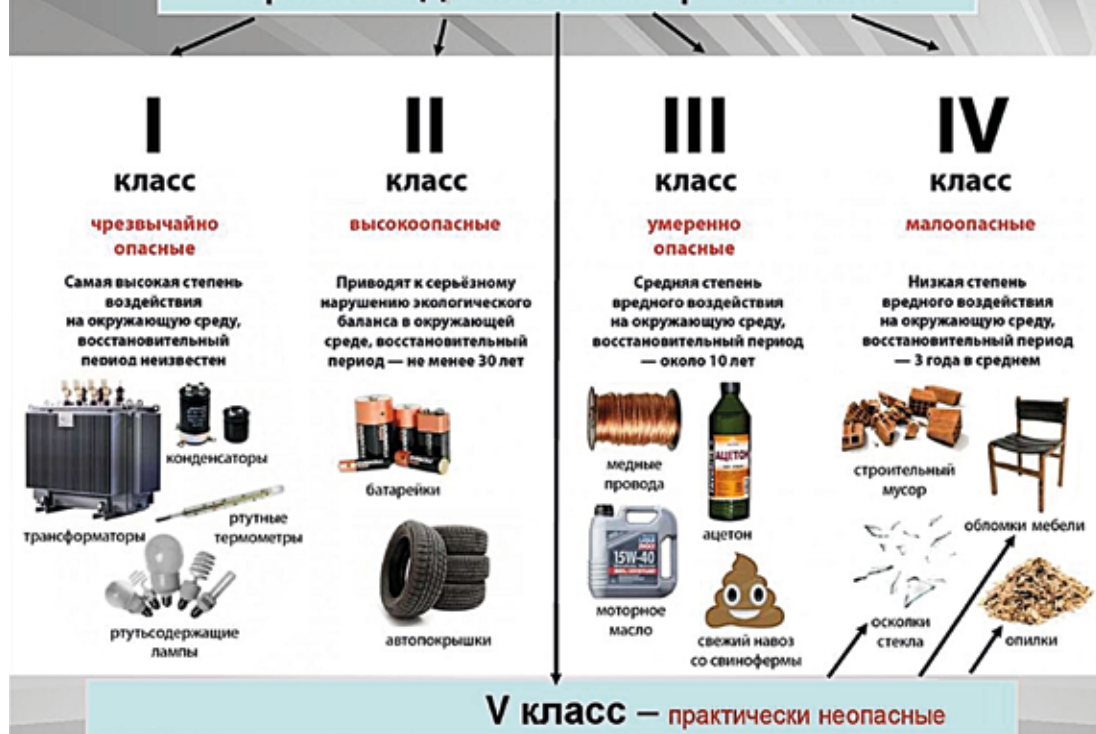 I
класс
чрезвычайно
опасные
Самая высокая степень
воздействия
на окружающую среду,
восстановительный
период неизвестен
конденсаторы
трансформаторы
ртутные
термометры
ртутьсодержащие
лампы
II
класс
высокоопасные
Приводят к серьёзному
нарушению экологического
баланса в окружающей
среде, восстановительный
период — не менее 30 лет
батарейки
автопокрышки
III
класс
умеренно
опасные
Средняя степень
вредного воздействия
на окружающую среду,
восстановительный период
— около 10 лет
медные
провода
АЦЕТОН
ацетон
15W-40
моторное
масло
свежий навоз
со свинофермы
IV
класс
малоопасные
Низкая степень
вредного воздействия
на окружающую среду,
восстановительный период
— 3 года в среднем
строительный
мусор
обломки мебели
осколки
стекла
опилки
V класс – практически неопасные